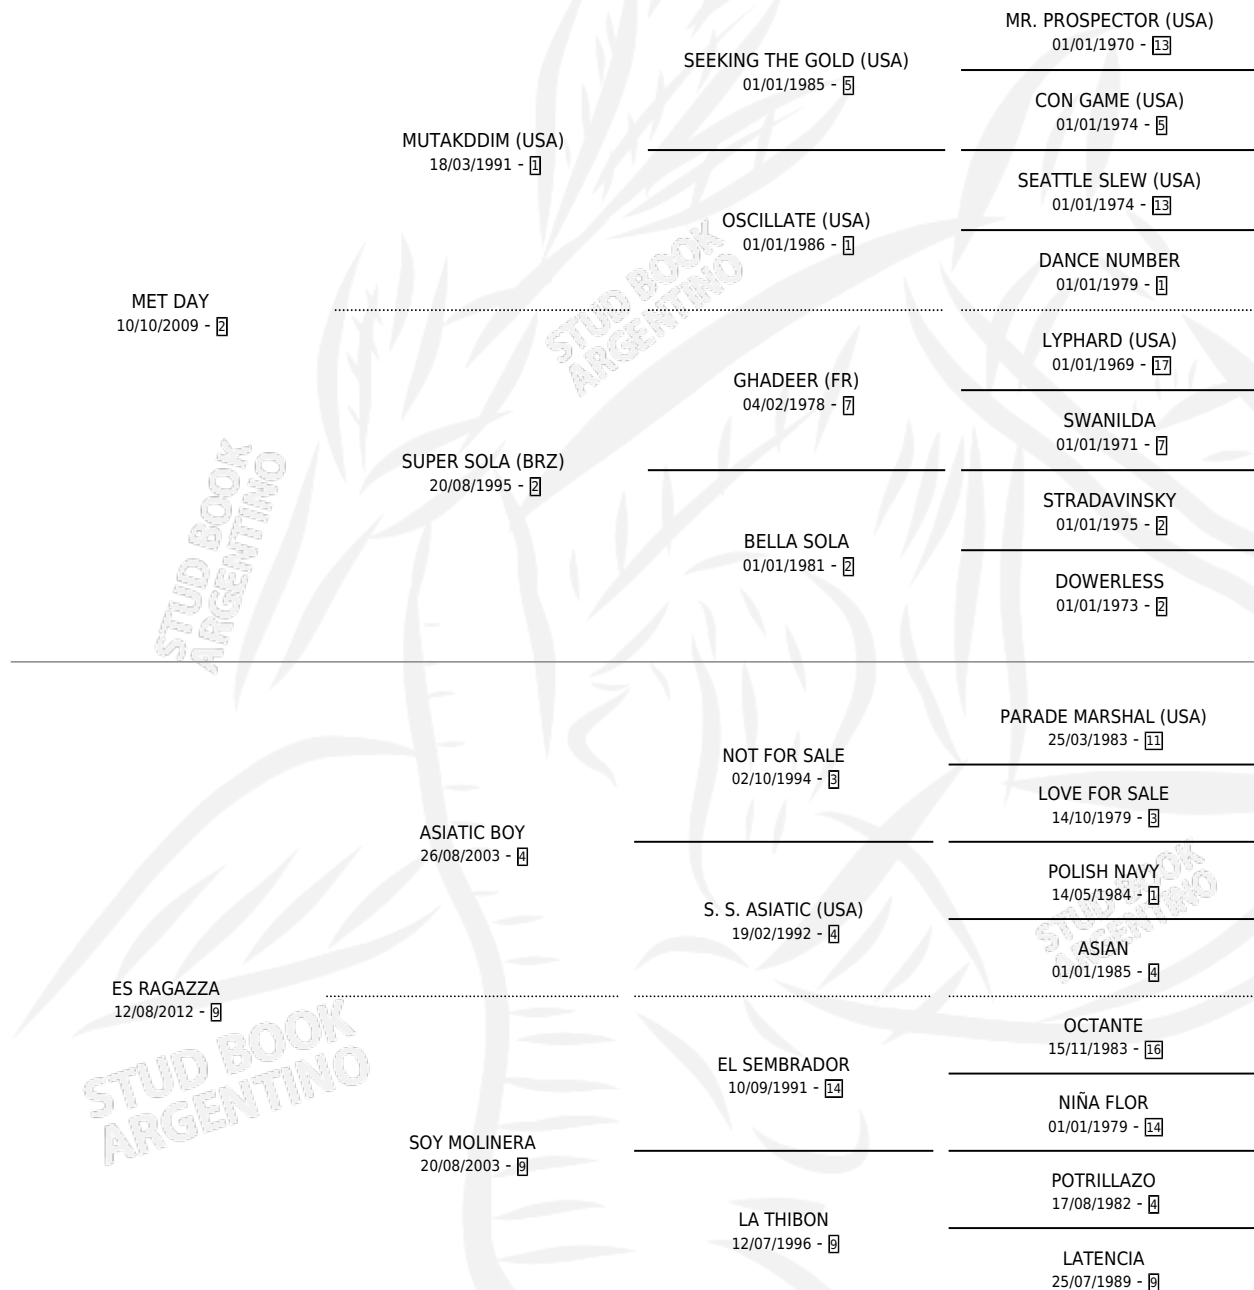 MR. PROSPECTOR (USA)
01/01/1970 - 13
SEEKING THE GOLD (USA)
01/01/1985 - 5
CON GAME (USA)
01/01/1974 - 5
MUTAKDDIM (USA)
18/03/1991 - 1
SEATTLE SLEW (USA)
01/01/1974 - 13
OSCILLATE (USA)
01/01/1986 - 1
DANCE NUMBER
01/01/1979 - 1
MET DAY
10/10/2009 - 2
LYPHARD (USA)
01/01/1969 - 17
GHADEER (FR)
04/02/1978 - 7
SWANILDA
01/01/1971 - 7
SUPER SOLA (BRZ)
20/08/1995 - 2
STRADAVINSKY
01/01/1975 - 2
BELLA SOLA
01/01/1981 - 2
DOWERLESS
01/01/1973 - 2
PARADE MARSHAL (USA)
25/03/1983 - 11
NOT FOR SALE
02/10/1994 - 3
LOVE FOR SALE
14/10/1979 - 3
ASIATIC BOY
26/08/2003 - 4
POLISH NAVY
14/05/1984 - 1
S. S. ASIATIC (USA)
19/02/1992 - 4
ASIAN
01/01/1985 - 4
ES RAGAZZA
12/08/2012 - 9
OCTANTE
15/11/1983 - 16
EL SEMBRADOR
10/09/1991 - 14
NIÑA FLOR
01/01/1979 - 14
SOY MOLINERA
20/08/2003 - 9
POTRILLAZO
17/08/1982 - 4
LA THIBON
12/07/1996 - 9
LATENCIA
25/07/1989 - 9
STUD BOOK
ARGENTINO
STUD BOOK
ARGENTINO
STUD BOOK
ARGENTINO
STUD BOOK
ARGENTINO